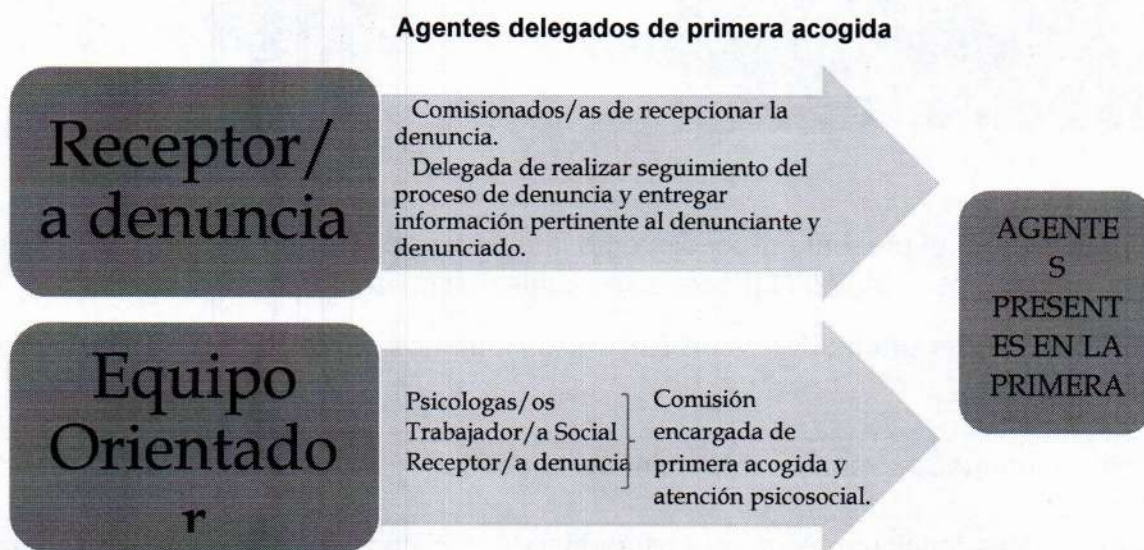 Agentes delegados de primera acogida
Receptor/
a denuncia
Comisionados/as de recepcionar la
denuncia.
Delegada de realizar seguimiento del
proceso de denuncia y entregar
información pertinente al denunciante y
denunciado.
Equipo
Orientado
r
Psicologas/os
Trabajador/a Social
Receptor/a denuncia
Comisión
encargada de
primera acogida y
atención psicosocial.
AGENTE
S
PRESENT
ES EN LA
PRIMERA